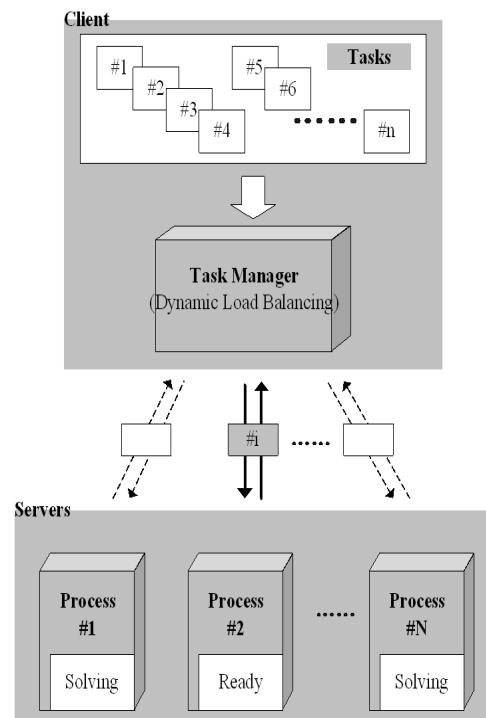 Client
Tasks
#1
#2
#3
#4
#5
#6
........
#n
Task Manager
(Dynamic Load Balancing)
#i
......
Servers
Process
#1
Solving
Process
#2
Ready
......
Process
#N
Solving